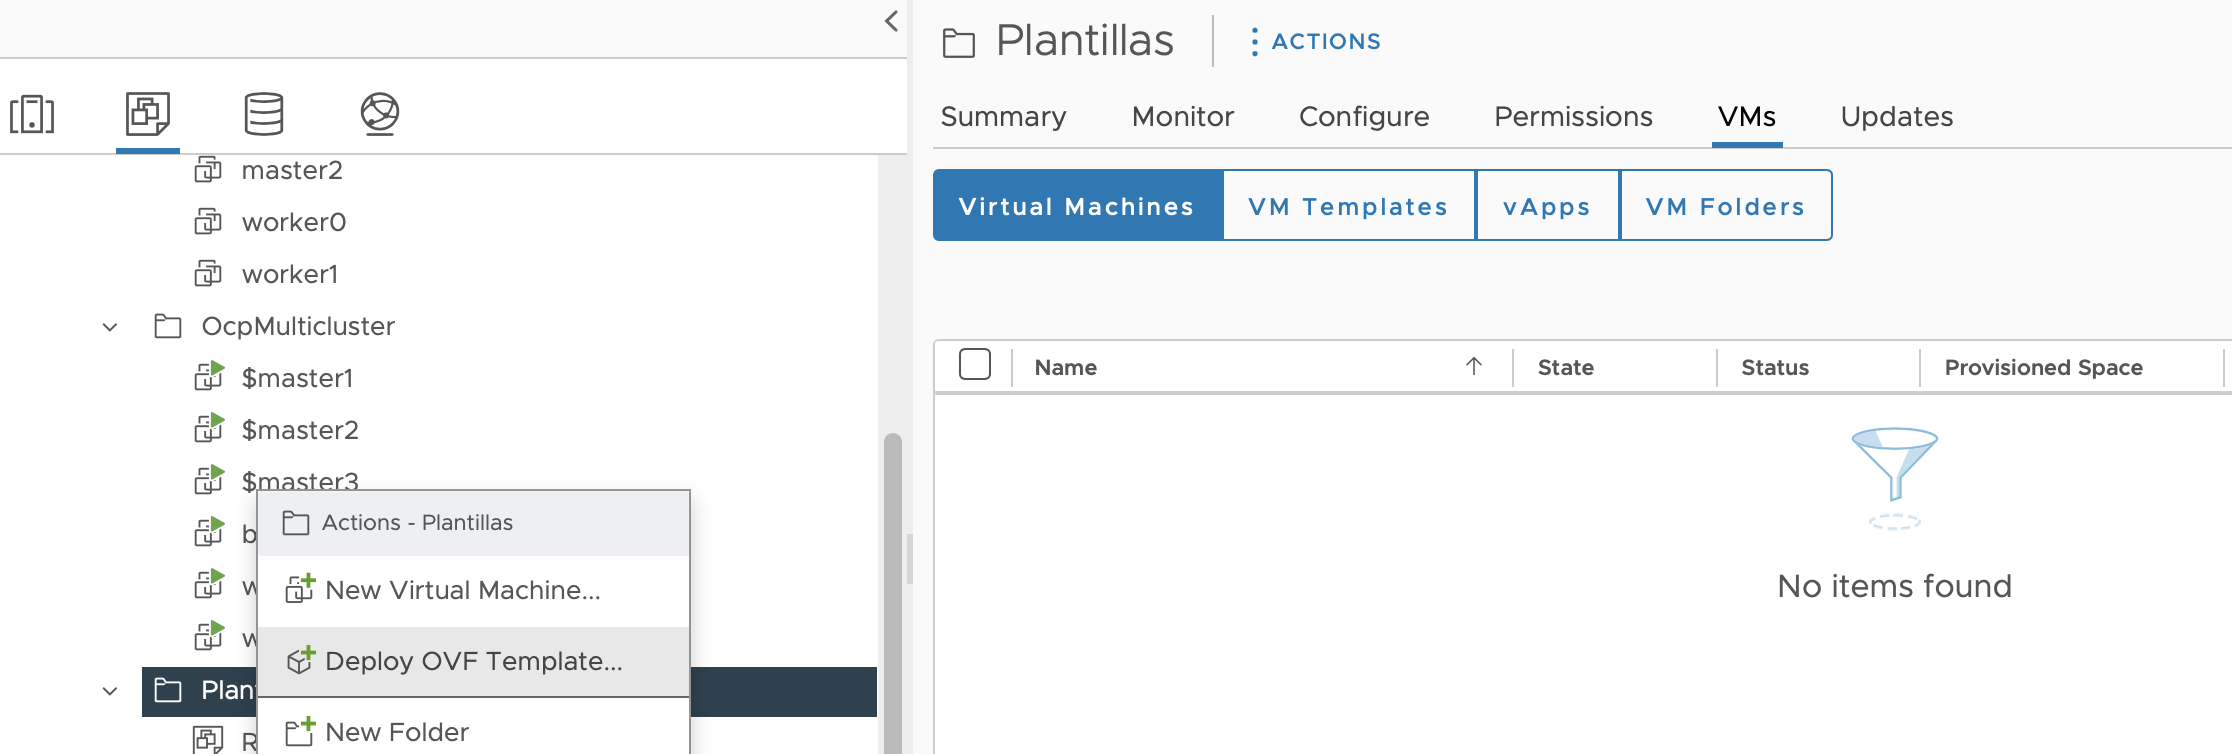 Plantillas
ACTIONS
Summary
Monitor
Configure
Permissions
VMs
Updates
Virtual Machines
VM Templates
vApps
VM Folders
Name
State
Status
Provisioned Space
No items found
master2
worker0
worker1
OcpMulticluster
$master1
$master2
$master3
Actions - Plantillas
New Virtual Machine...
Deploy OVF Template...
New Folder